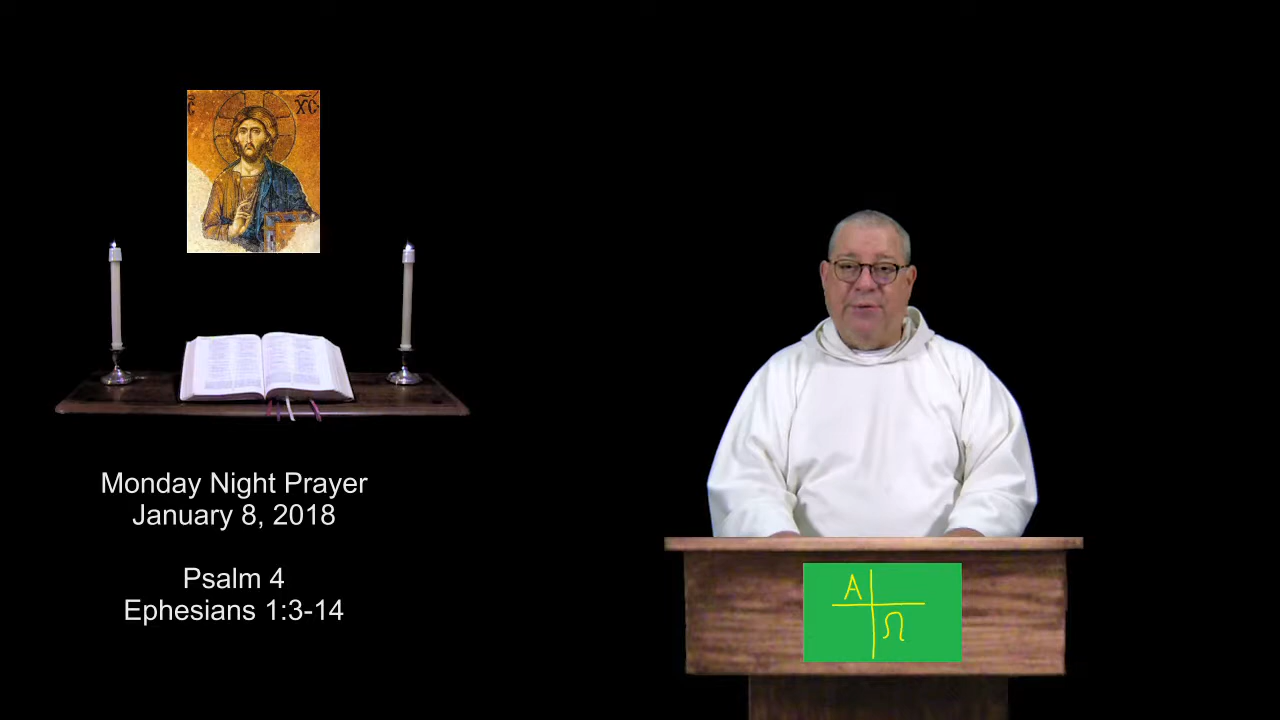 Monday Night Prayer
January 8, 2018
Psalm 4
Ephesians 1:3-14
Α
Ω